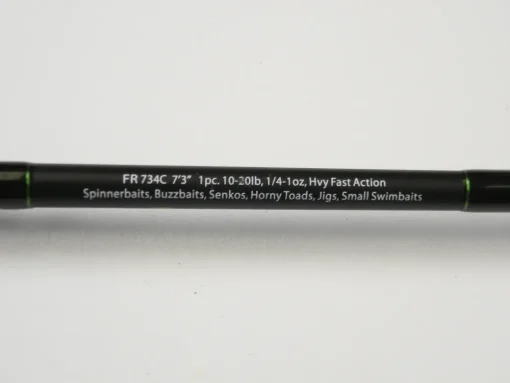 FR 734C 7'3" 1pc. 10-20lb, 1/4-1oz, Hvy Fast Action
Spinnerbaits, Buzzbaits, Senkos, Horny Toads, Jigs, Small Swimbaits